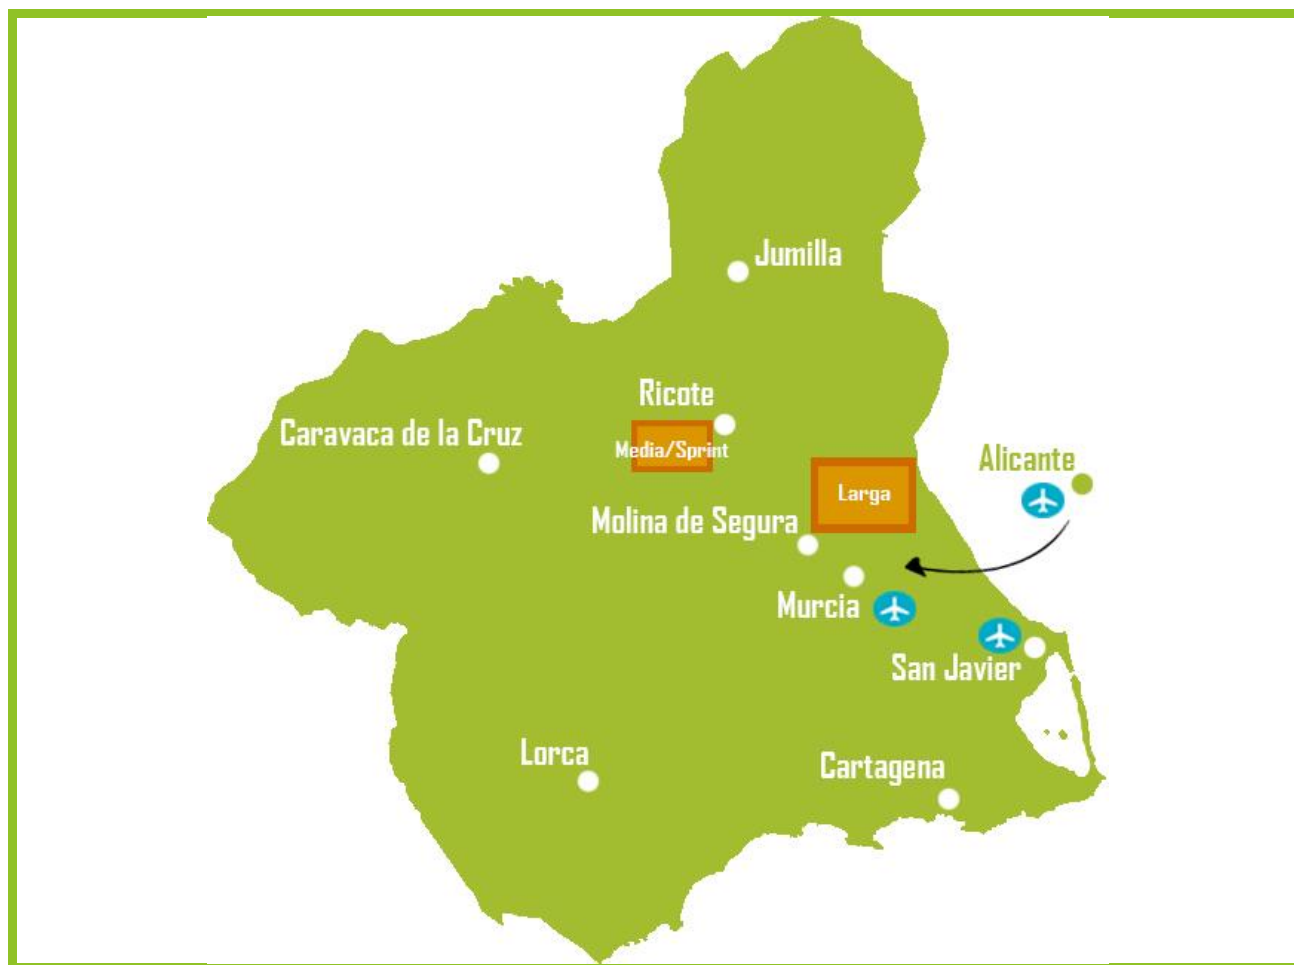 Jumilla
Ricote
Caravaca de la Cruz
Media/Sprint
Alicante
Larga
Molina de Segura
Murcia
San Javier
Lorca
Cartagena